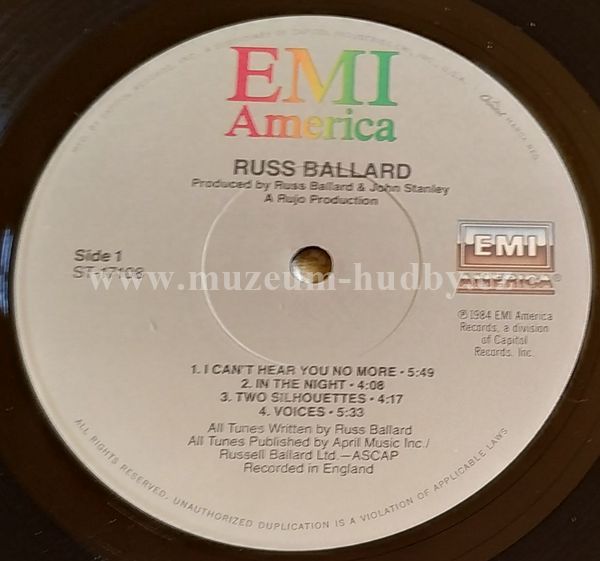 EMI
America
RUSS BALLARD
Produced by Russ Ballard & John Stanley
A Rujo Production
Side 1
ST-17108
EMI
AMERICA®
℗1984 EMI America
Records, a division
of Capitol
Records, Inc.
www.muzeum-hudby.cz
1. I CAN'T HEAR YOU NO MORE • 5:49
2. IN THE NIGHT • 4:08
3. TWO SILHOUETTES • 4:17
4. VOICES • 5:33
All Tunes Written by Russ Ballard
All Tunes Published by April Music Inc./
Russell Ballard Ltd.—ASCAP
Recorded in England
ALL RIGHTS RESERVED. UNAUTHORIZED DUPLICATION IS A VIOLATION OF APPLICABLE LAWS